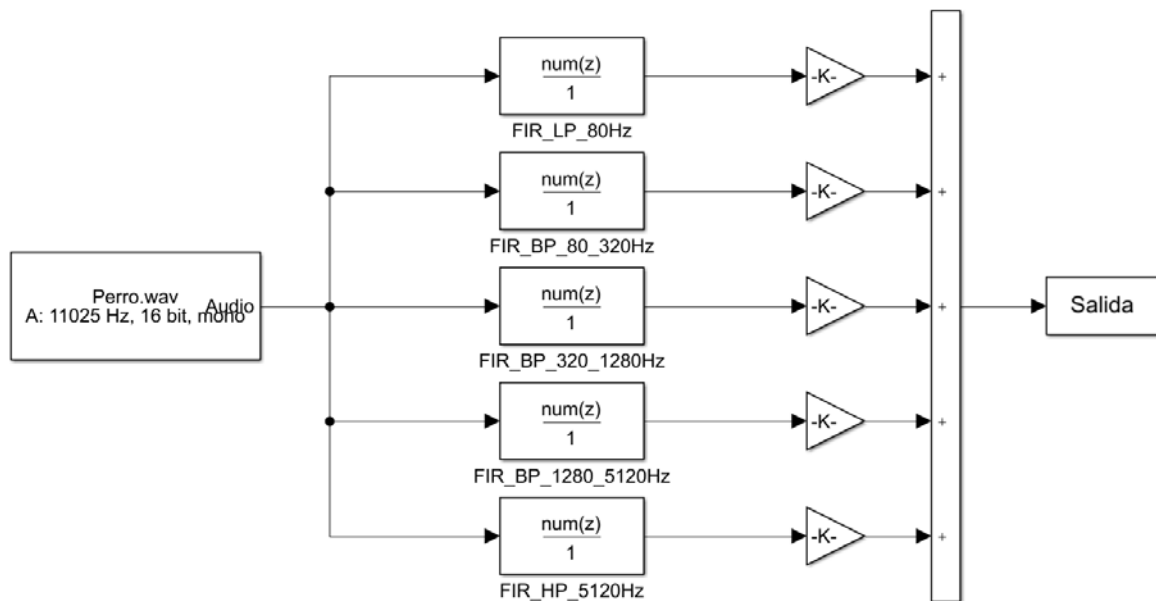 num(z)
1
-K-
+
FIR_LP_80Hz
num(z)
1
-K-
+
FIR_BP_80_320Hz
Perro.wav
Audio
A: 11025 Hz, 16 bit, mono
num(z)
1
-K-
+
Salida
FIR_BP_320_1280Hz
num(z)
1
-K-
+
FIR_BP_1280_5120Hz
num(z)
1
-K-
+
FIR_HP_5120Hz